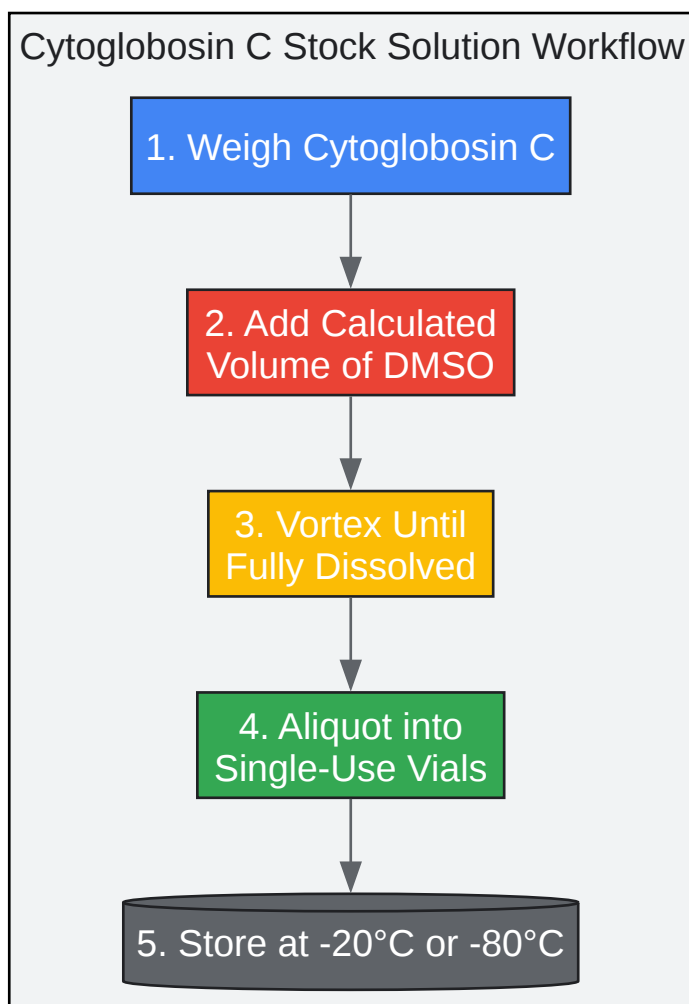 Cytoglobosin C Stock Solution Workflow
1. Weigh Cytoglobosin C
2. Add Calculated
Volume of DMSO
3. Vortex Until
Fully Dissolved
4. Aliquot into
Single-Use Vials
5. Store at -20°C or -80°C